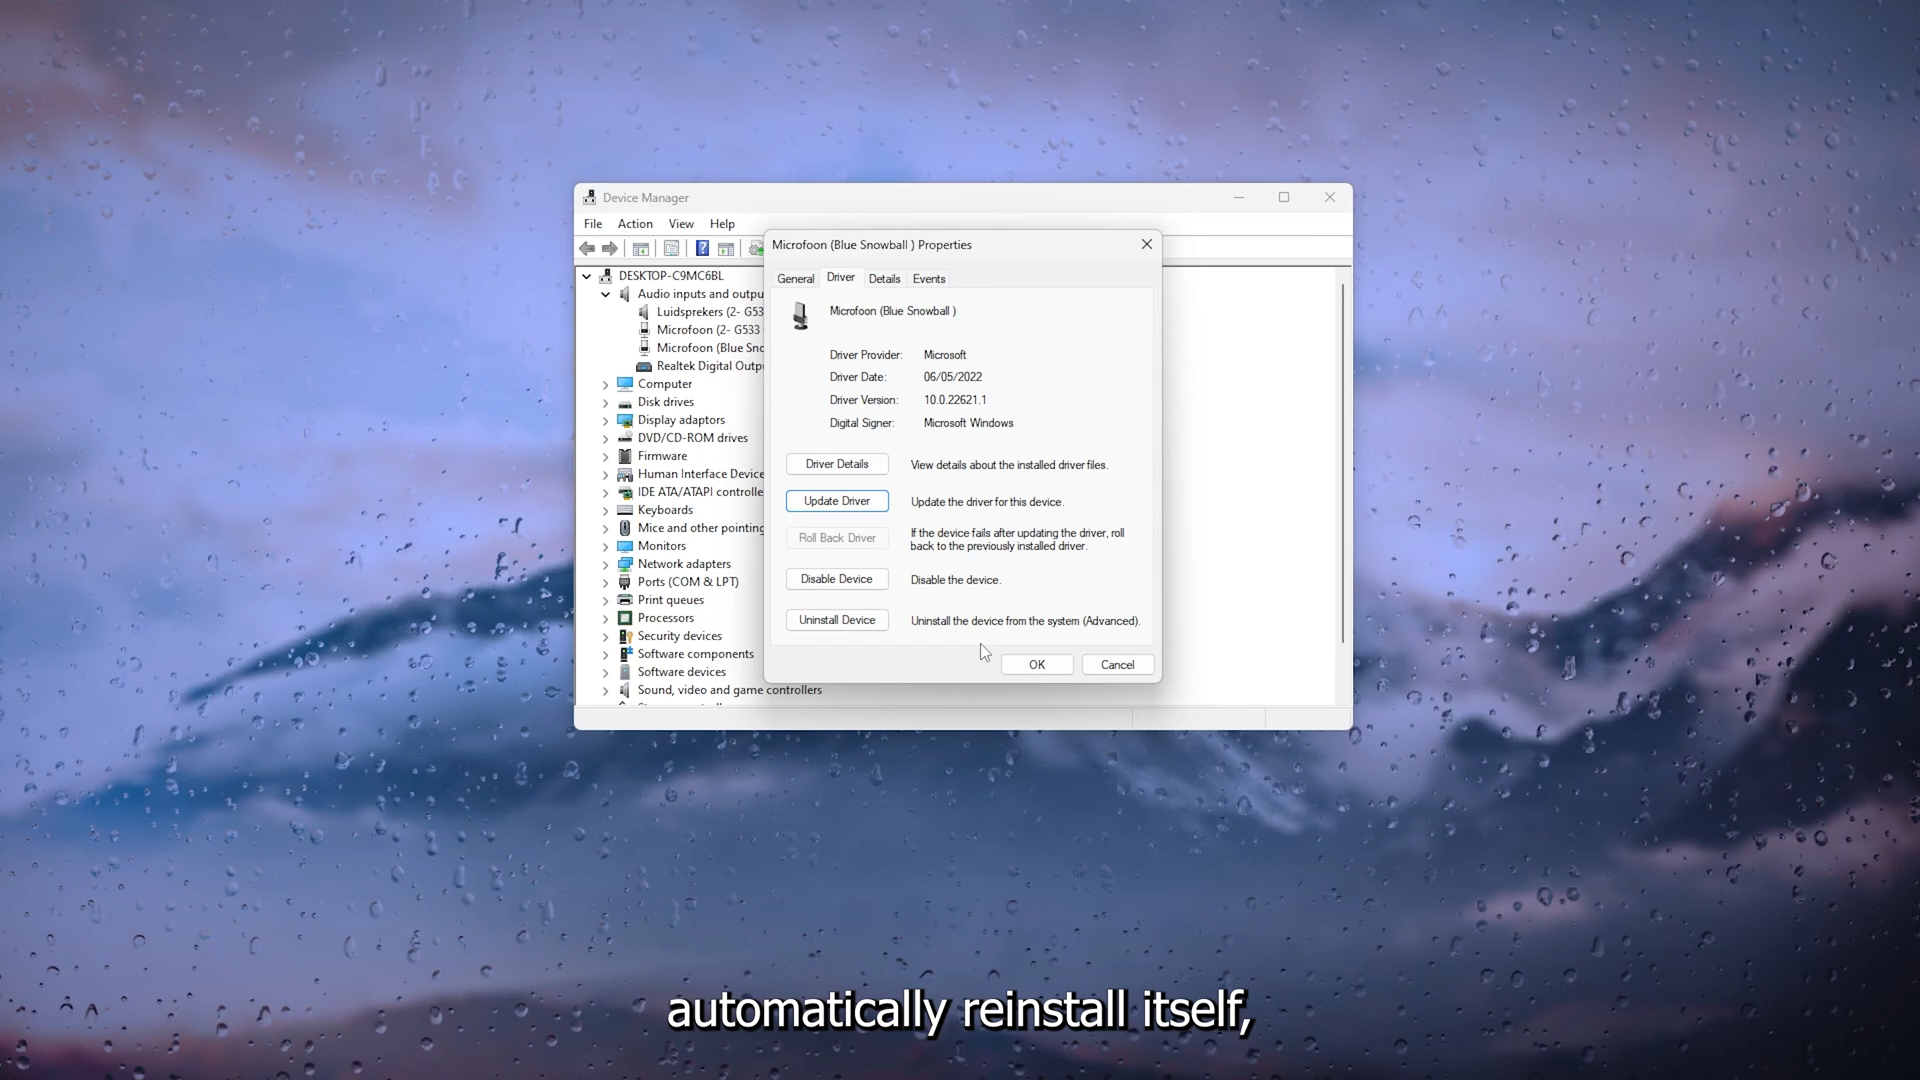 Device Manager
File Action View Help
DESKTOP-C9MC6BL
Audio inputs and outpu
Luidsprekers (2- G53
Microfoon (2- G533
Microfoon (Blue Sno
Realtek Digital Outp
Computer
Disk drives
Display adaptors
DVD/CD-ROM drives
Firmware
Human Interface Device
IDE ATA/ATAPI controlle
Keyboards
Mice and other pointing
Monitors
Network adapters
Ports (COM & LPT)
Print queues
Processors
Security devices
Software components
Software devices
Sound, video and game controllers
Microfoon (Blue Snowball ) Properties
General Driver Details Events
Microfoon (Blue Snowball )
Driver Provider: Microsoft
Driver Date: 06/05/2022
Driver Version: 10.0.22621.1
Digital Signer: Microsoft Windows
Driver Details View details about the installed driver files.
Update Driver Update the driver for this device.
Roll Back Driver If the device fails after updating the driver, roll
back to the previously installed driver.
Disable Device Disable the device.
Uninstall Device Uninstall the device from the system (Advanced).
OK Cancel
automatically reinstall itself,